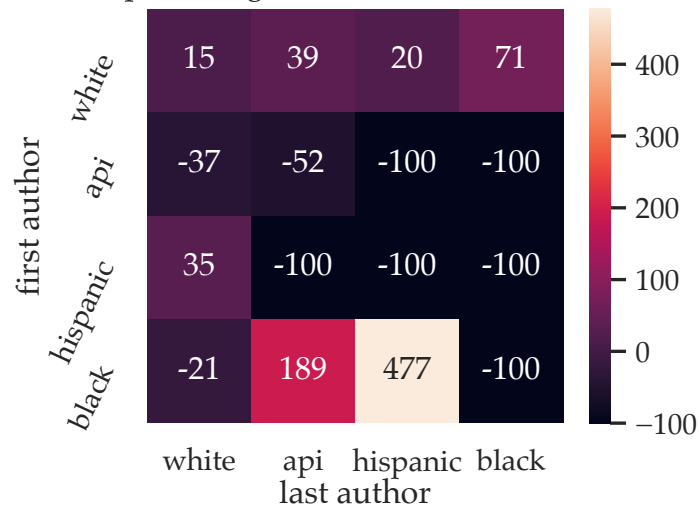 white 15 39 20 71
api -37 -52 -100 -100
hispanic 35 -100 -100 -100
black -21 189 477 -100
white api hispanic black
last author
first author
400
300
200
100
0
−100